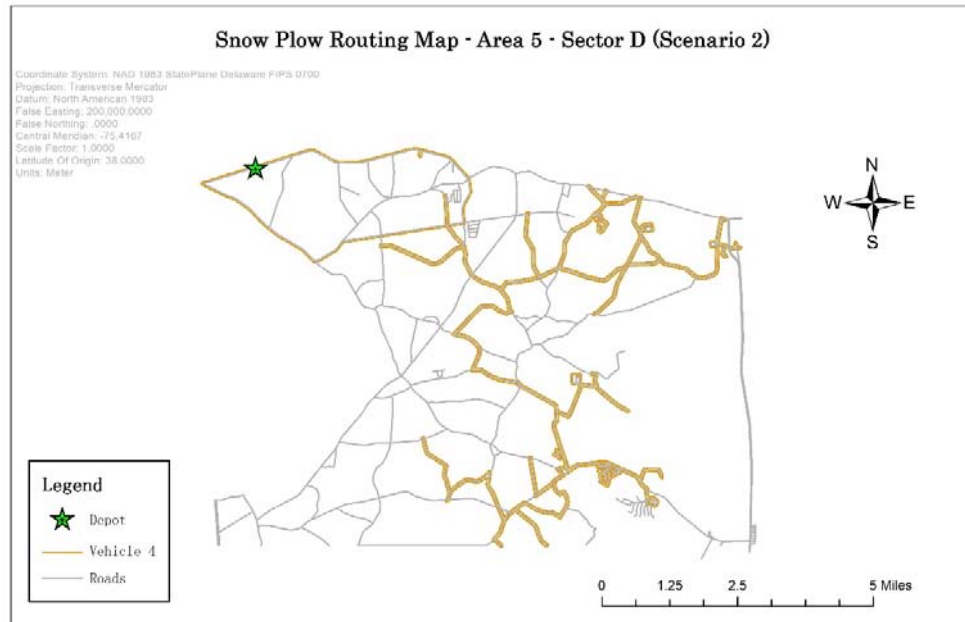 Snow Plow Routing Map - Area 5 - Sector D (Scenario 2)
Coordinate System: NAD 1983 StatePlane Delaware FIPS 0700
Projection: Transverse Mercator
Datum: North American 1983
False Easting: 200,000.0000
False Northing: .0000
Central Meridian: -75.4167
Scale Factor: 1.0000
Latitude Of Origin: 38.0000
Units: Meter
N
W E
S
Legend
Depot
Vehicle 4
Roads
0 1.25 2.5 5 Miles